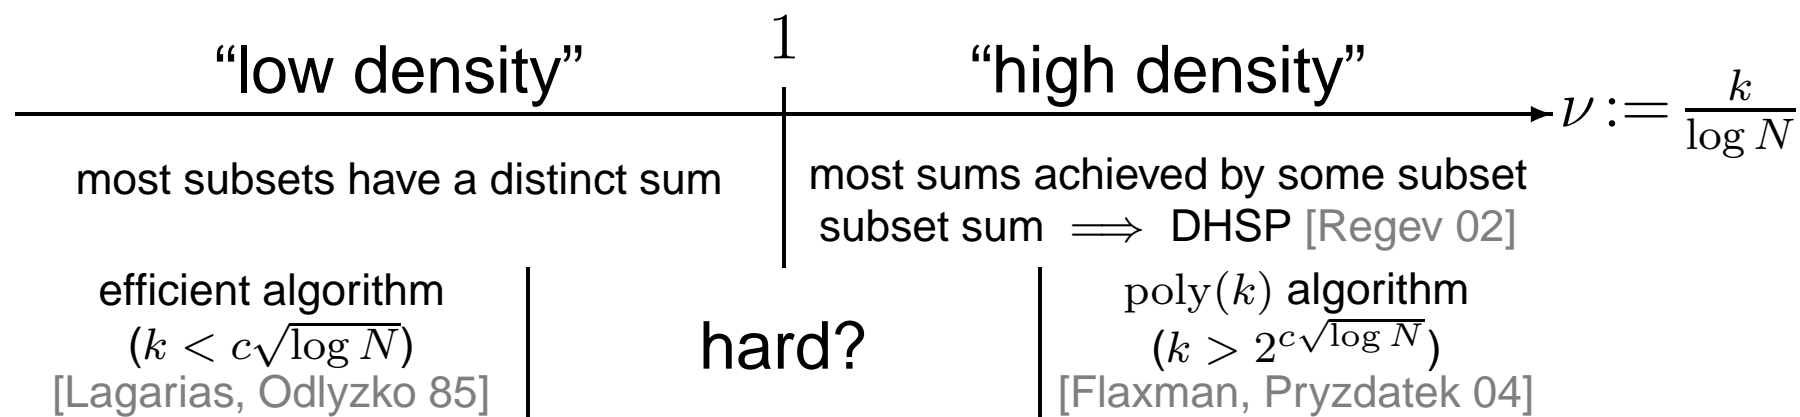 1
“low density”
“high density”
ν := k / log N
most subsets have a distinct sum
most sums achieved by some subset
subset sum ⟹ DHSP [Regev 02]
efficient algorithm
(k < c√log N)
[Lagarias, Odlyzko 85]
hard?
poly(k) algorithm
(k > 2^{c√log N})
[Flaxman, Pryzdatek 04]